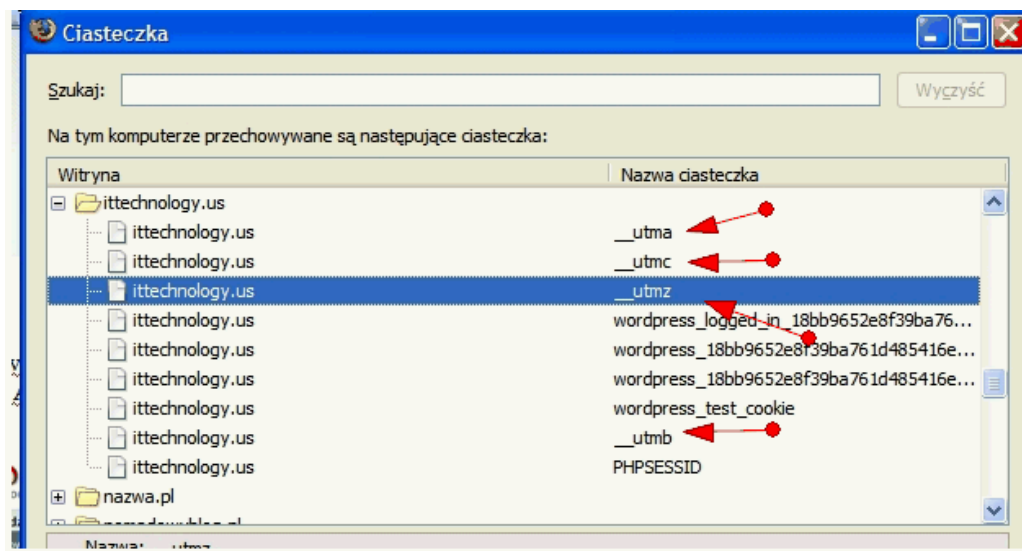 Ciasteczka
Szukaj:
Wyczyść
Na tym komputerze przechowywane są następujące ciasteczka:
Witryna Nazwa ciasteczka
ittechnology.us
ittechnology.us __utma
ittechnology.us __utmc
ittechnology.us __utmz
ittechnology.us wordpress_logged_in_18bb9652e8f39ba76...
ittechnology.us wordpress_18bb9652e8f39ba761d485416e...
ittechnology.us wordpress_18bb9652e8f39ba761d485416e...
ittechnology.us wordpress_test_cookie
ittechnology.us __utmb
ittechnology.us PHPSESSID
nazwa.pl
Nazwa: __utmz